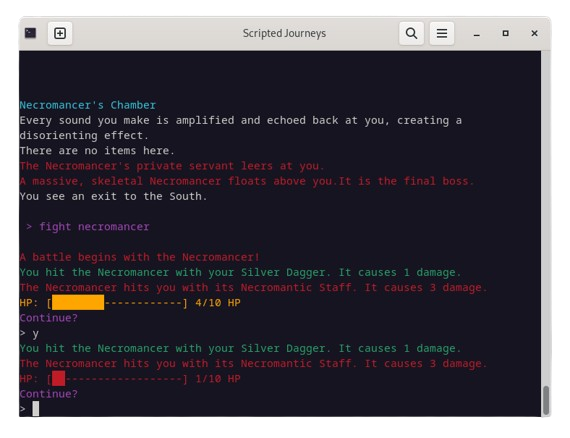 Scripted Journeys
Necromancer's Chamber
Every sound you make is amplified and echoed back at you, creating a
disorienting effect.
There are no items here.
The Necromancer's private servant leers at you.
A massive, skeletal Necromancer floats above you.It is the final boss.
You see an exit to the South.
> fight necromancer
A battle begins with the Necromancer!
You hit the Necromancer with your Silver Dagger. It causes 1 damage.
The Necromancer hits you with its Necromantic Staff. It causes 3 damage.
HP: [████████------------] 4/10 HP
Continue?
> y
You hit the Necromancer with your Silver Dagger. It causes 1 damage.
The Necromancer hits you with its Necromantic Staff. It causes 3 damage.
HP: [██------------------] 1/10 HP
Continue?
>